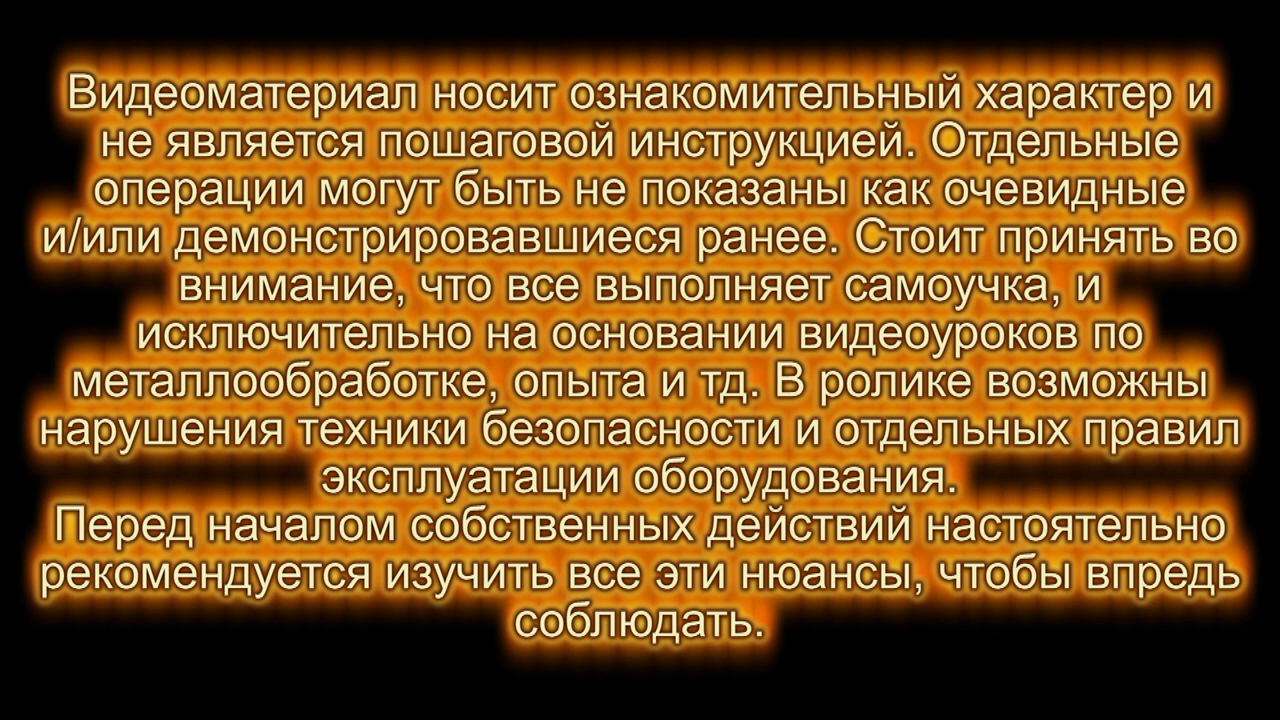 Видеоматериал носит ознакомительный характер и
не является пошаговой инструкцией. Отдельные
операции могут быть не показаны как очевидные
и/или демонстрировавшиеся ранее. Стоит принять во
внимание, что все выполняет самоучка, и
исключительно на основании видеоуроков по
металлообработке, опыта и тд. В ролике возможны
нарушения техники безопасности и отдельных правил
эксплуатации оборудования.
Перед началом собственных действий настоятельно
рекомендуется изучить все эти нюансы, чтобы впредь
соблюдать.